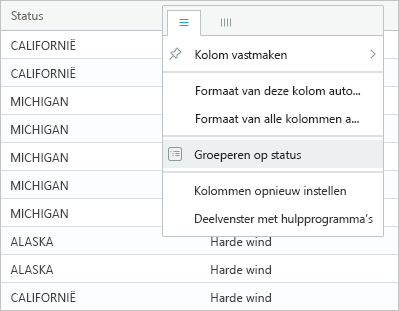 Status
CALIFORNIË
Kolom vastmaken
CALIFORNIË
Formaat van deze kolom auto...
MICHIGAN
Formaat van alle kolommen a...
MICHIGAN
MICHIGAN
Groeperen op status
MICHIGAN
Kolommen opnieuw instellen
MICHIGAN
Deelvenster met hulpprogramma's
ALASKA Harde wind
ALASKA Harde wind
CALIFORNIË Harde wind